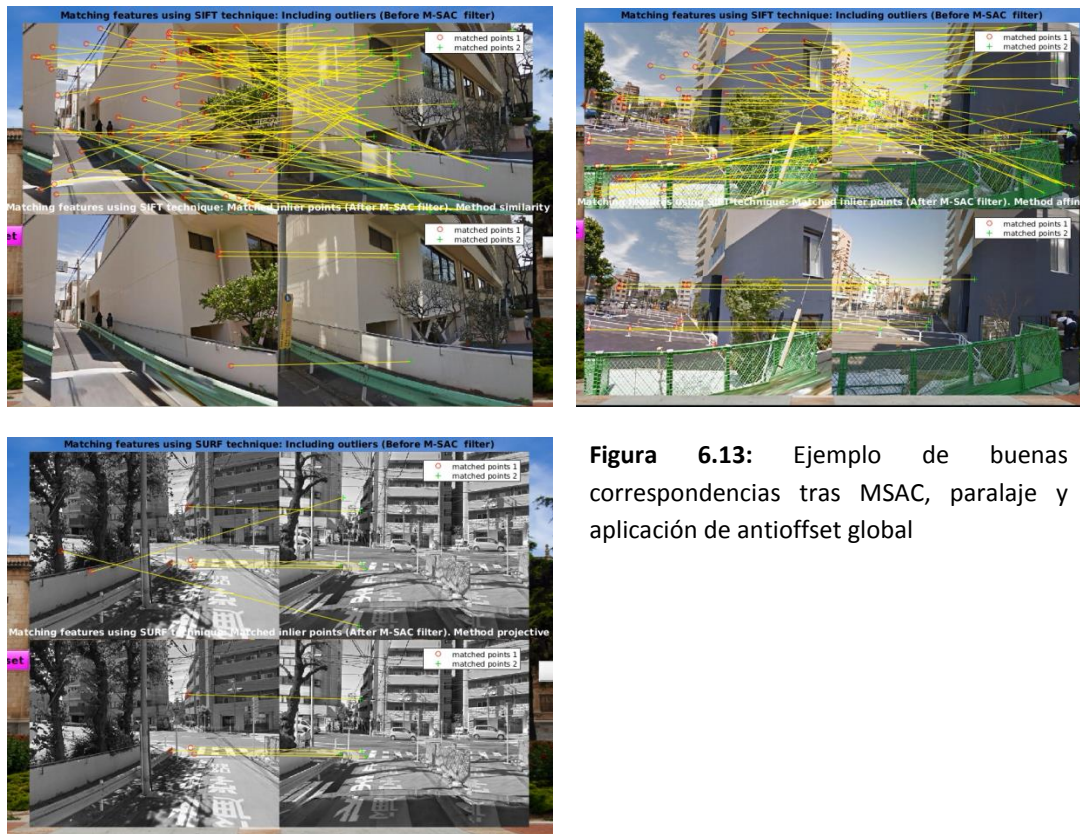 Matching features using SIFT technique: Including outliers (Before M-SAC filter)
matched points 1
matched points 2
Matching features using SIFT technique: Matched inlier points (After M-SAC filter). Method similarity
et
matched points 1
matched points 2
Matching features using SIFT technique: Including outliers (Before M-SAC filter)
matched points 1
matched points 2
Matching features using SIFT technique: Matched inlier points (After M-SAC filter). Method affin
matched points 1
matched points 2
Matching features using SURF technique: Including outliers (Before M-SAC filter)
matched points 1
matched points 2
Matching features using SURF technique: Matched inlier points (After M-SAC filter). Method projective
set
matched points 1
matched points 2
Figura 6.13: Ejemplo de buenas
correspondencias tras MSAC, paralaje y
aplicación de antioffset global